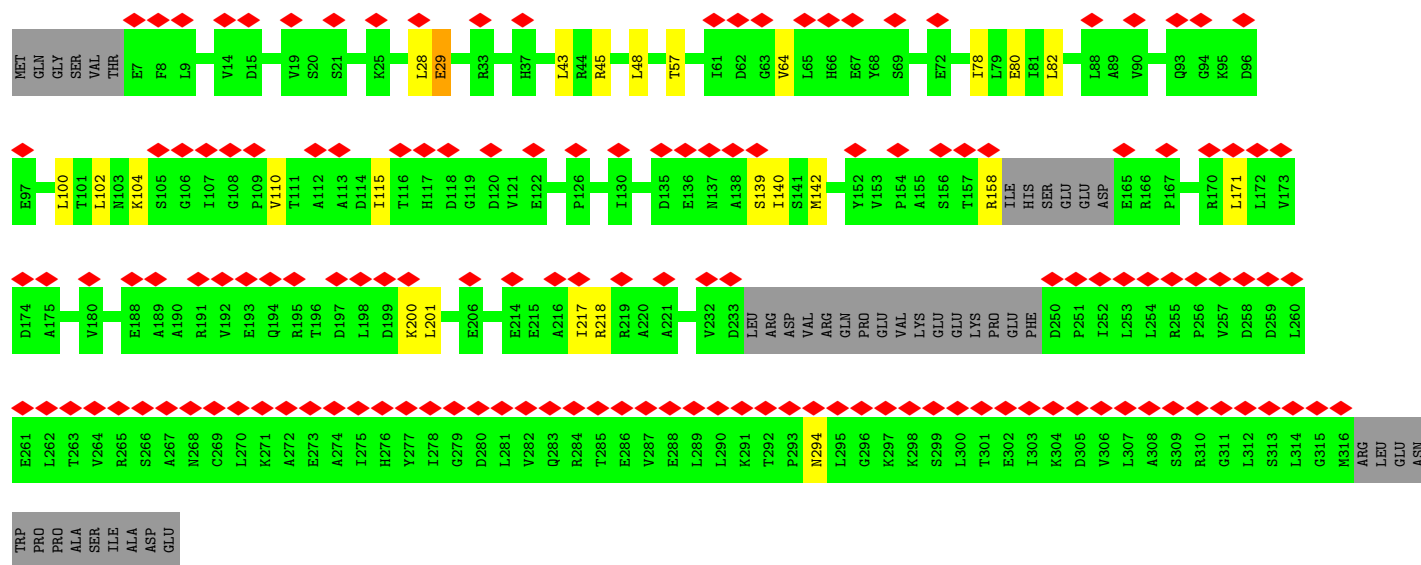 MET GLN GLY SER VAL THR E7 F8 L9 V14 D15 V19 S20 S21 K25 L28 E29 R33 H37 L43 R44 R45 L48 T57 I61 D62 G63 V64 L65 H66 E67 Y68 S69 E72 I78 L79 E80 I81 L82 L88 A89 V90 Q93 G94 K95 D96
E97 L100 T101 L102 N103 K104 S105 G106 I107 G108 P109 V110 T111 A112 A113 D114 I115 T116 H117 D118 G119 D120 V121 E122 P126 I130 D135 E136 N137 A138 S139 I140 S141 M142 Y152 V153 P154 A155 S156 T157 R158 ILE HIS SER GLU GLU ASP E165 R166 P167 R170 L171 L172 V173
D174 A175 V180 E188 A189 A190 R191 V192 E193 Q194 R195 T196 D197 L198 D199 K200 L201 E206 E214 E215 A216 I217 R218 R219 A220 A221 V232 D233 LEU ARG ASP VAL ARG GLN PRO GLU VAL LYS GLU GLU LYS PRO GLU PHE D250 P251 I252 L253 L254 R255 P256 V257 D258 D259 L260
E261 L262 T263 V264 R265 S266 A267 N268 C269 L270 K271 A272 E273 A274 I275 H276 Y277 I278 G279 D280 L281 V282 Q283 R284 T285 E286 V287 E288 L289 L290 K291 T292 P293 N294 L295 G296 K297 K298 S299 L300 T301 E302 I303 K304 D305 V306 L307 A308 S309 R310 G311 L312 S313 L314 G315 M316 ARG LEU GLU ASN
TRP PRO PRO ALA SER ILE ALA ASP GLU